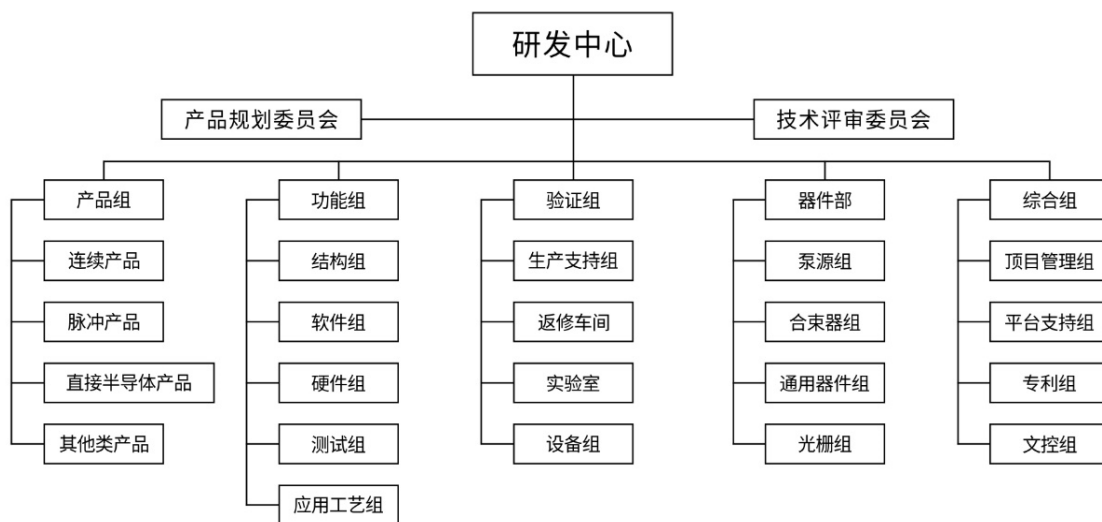 研发中心
产品规划委员会
技术评审委员会
产品组
连续产品
脉冲产品
直接半导体产品
其他类产品
功能组
结构组
软件组
硬件组
测试组
应用工艺组
验证组
生产支持组
返修车间
实验室
设备组
器件部
泵源组
合束器组
通用器件组
光栅组
综合组
顶目管理组
平台支持组
专利组
文控组